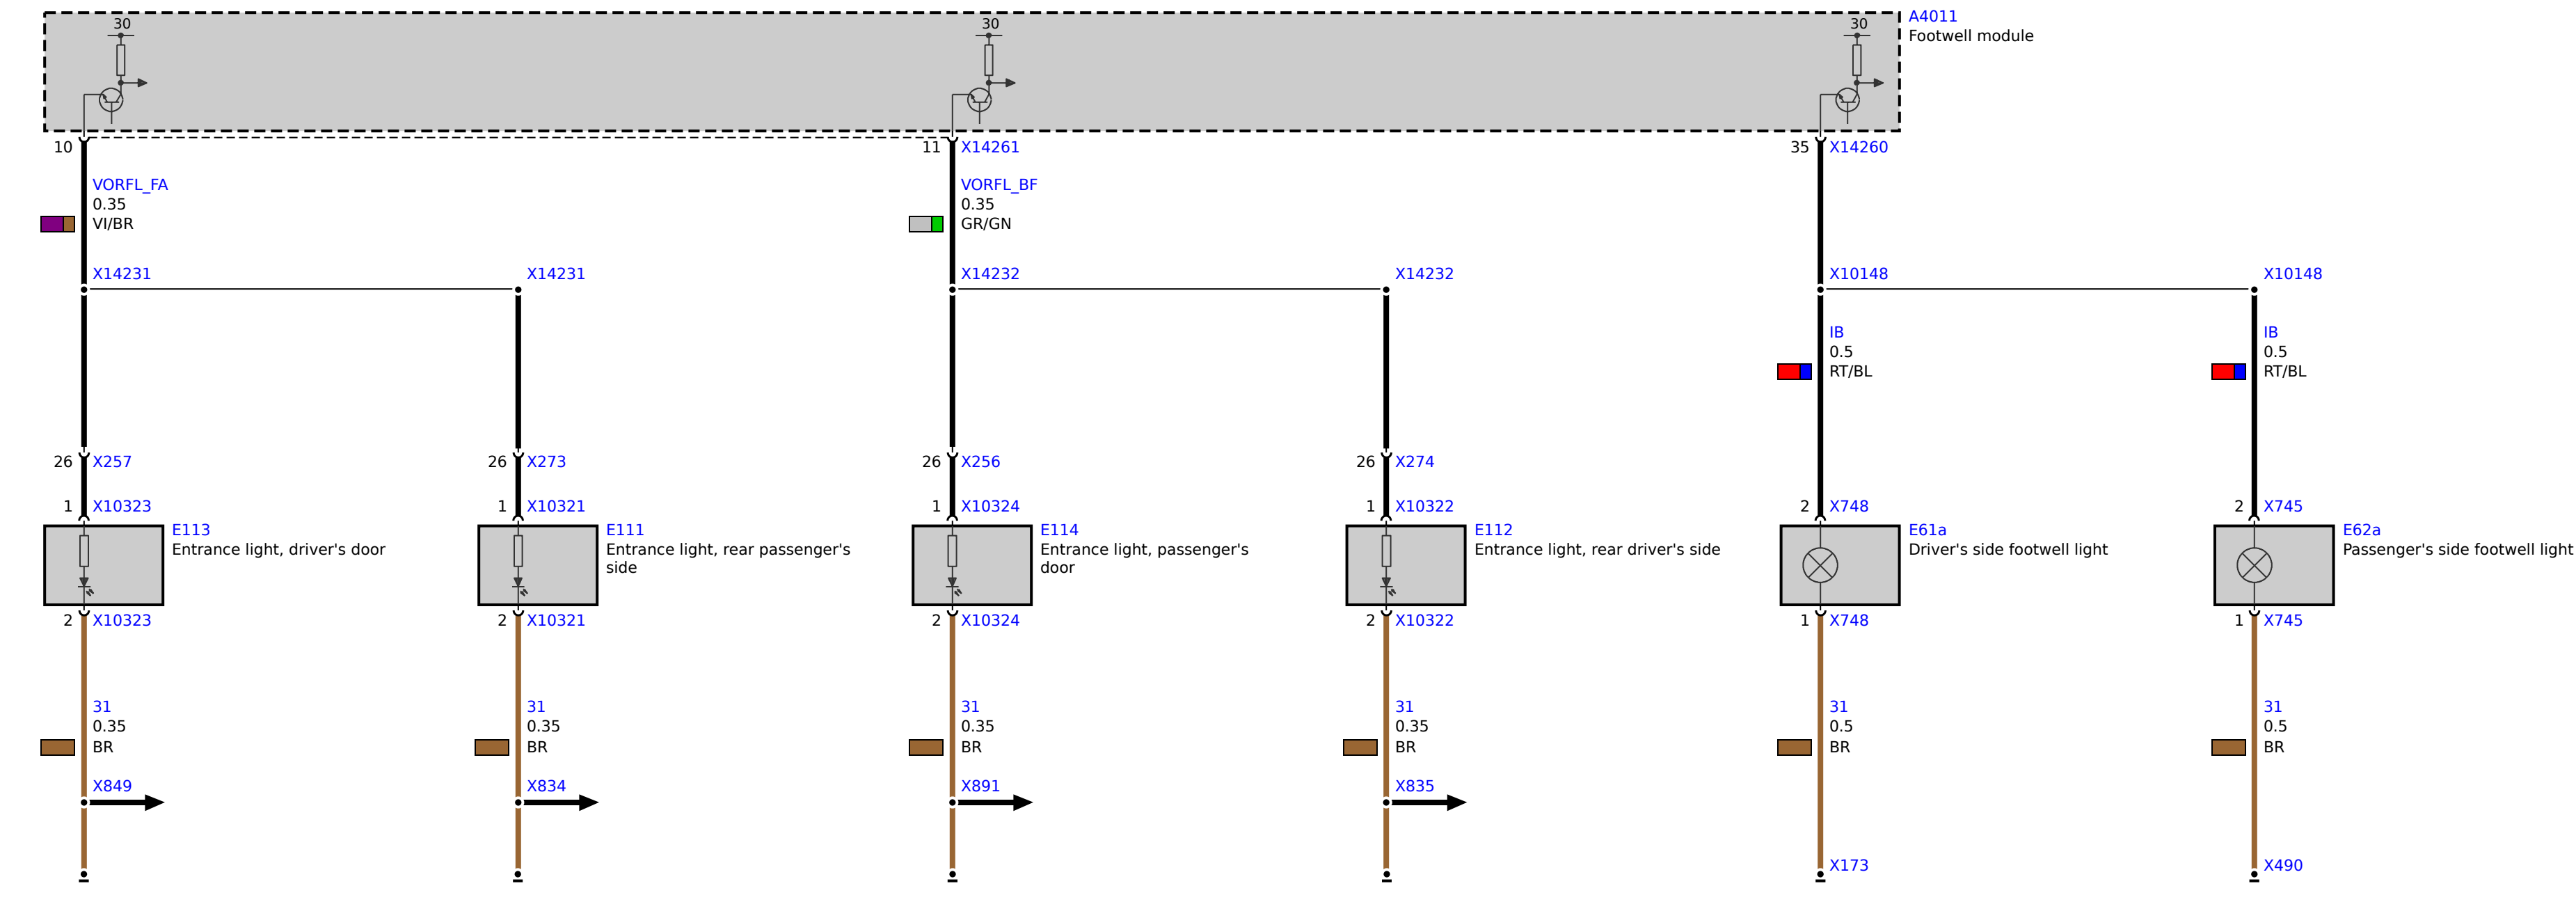 30
30
30
A4011
Footwell module
10
11
X14261
35
X14260
VORFL_FA
0.35
VI/BR
VORFL_BF
0.35
GR/GN
X14231
X14231
X14232
X14232
X10148
X10148
IB
0.5
RT/BL
IB
0.5
RT/BL
26
X257
26
X273
26
X256
26
X274
1
X10323
1
X10321
1
X10324
1
X10322
2
X748
2
X745
E113
Entrance light, driver's door
E111
Entrance light, rear passenger's
side
E114
Entrance light, passenger's
door
E112
Entrance light, rear driver's side
E61a
Driver's side footwell light
E62a
Passenger's side footwell light
2
X10323
2
X10321
2
X10324
2
X10322
1
X748
1
X745
31
0.35
BR
31
0.35
BR
31
0.35
BR
31
0.35
BR
31
0.5
BR
31
0.5
BR
X849
X834
X891
X835
X173
X490